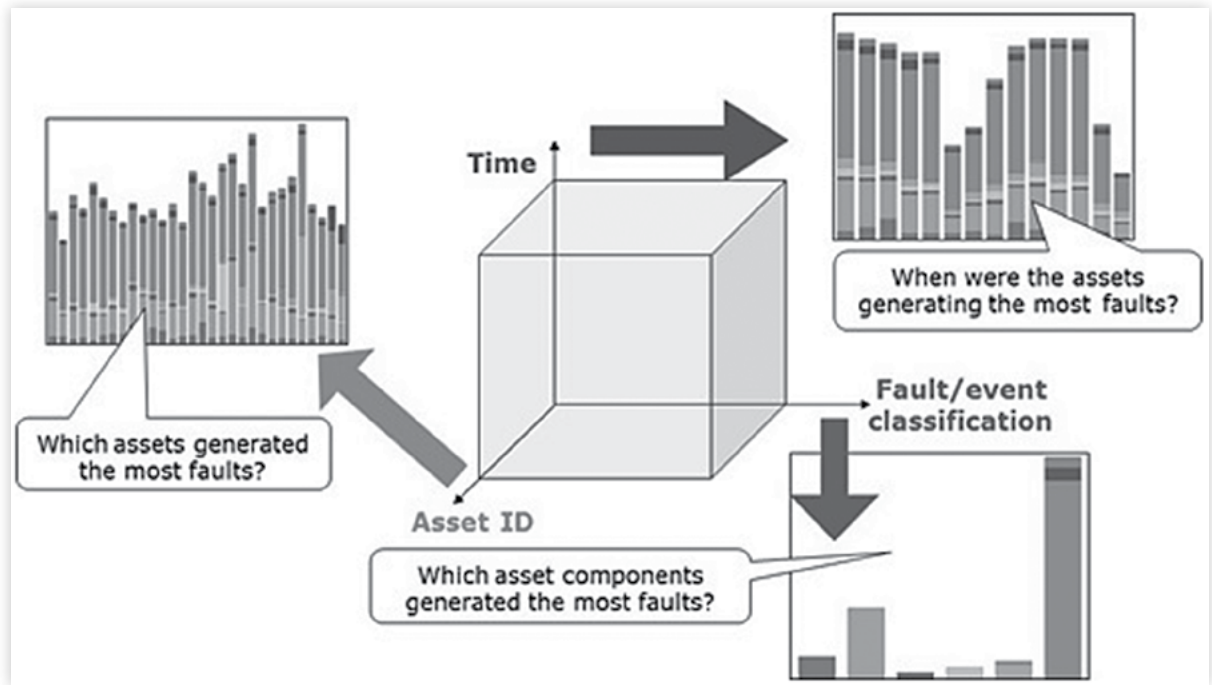 Time
When were the assets
generating the most faults?
Fault/event
classification
Which assets generated
the most faults?
Asset ID
Which asset components
generated the most faults?